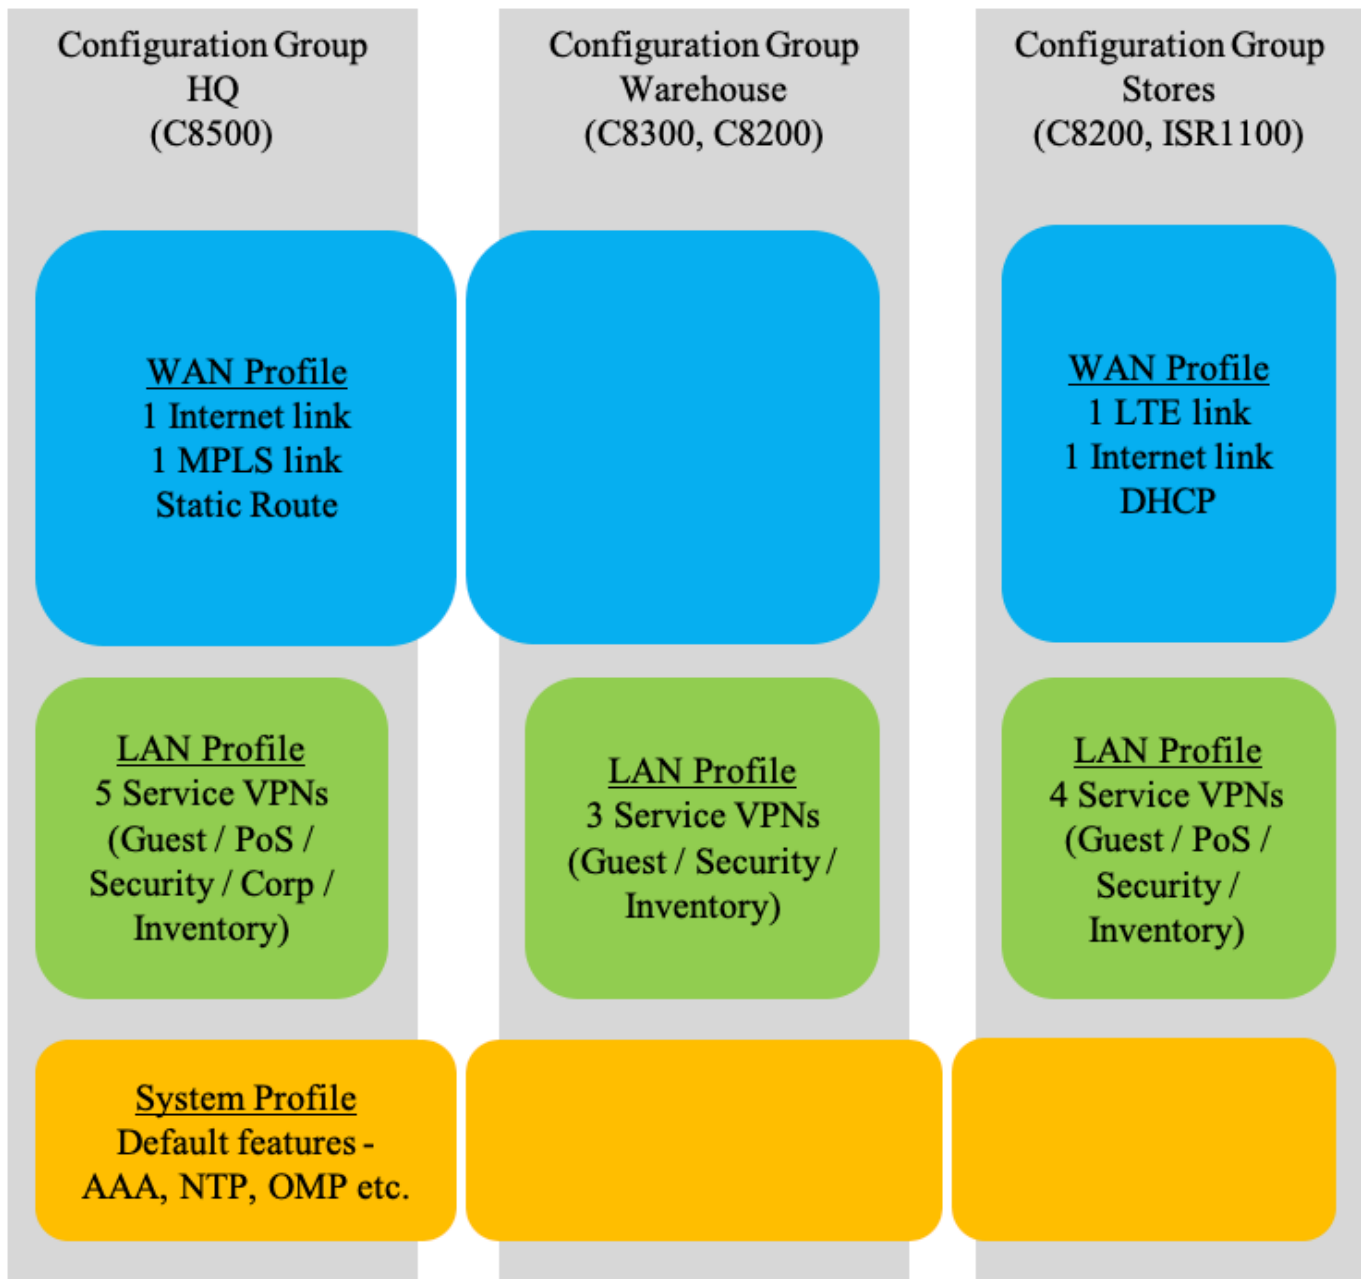 Configuration Group
HQ
(C8500)
Configuration Group
Warehouse
(C8300, C8200)
Configuration Group
Stores
(C8200, ISR1100)
WAN Profile
1 Internet link
1 MPLS link
Static Route
WAN Profile
1 LTE link
1 Internet link
DHCP
LAN Profile
5 Service VPNs
(Guest / PoS /
Security / Corp /
Inventory)
LAN Profile
3 Service VPNs
(Guest / Security /
Inventory)
LAN Profile
4 Service VPNs
(Guest / PoS /
Security /
Inventory)
System Profile
Default features -
AAA, NTP, OMP etc.